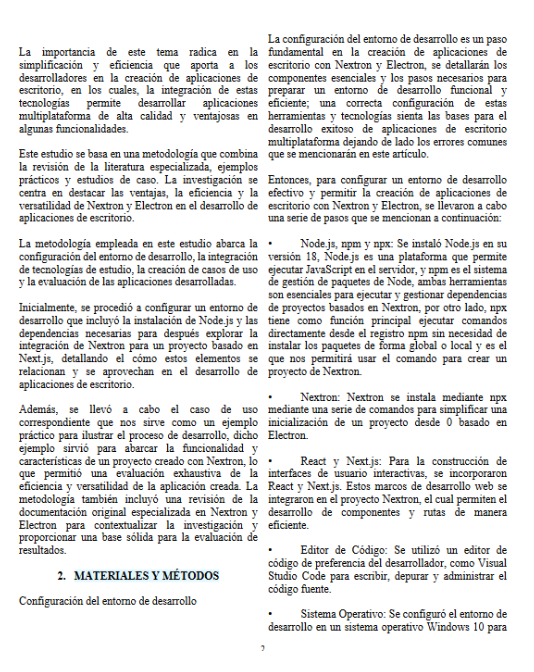 La importancia de este tema radica en la
simplificación y eficiencia que aporta a los
desarrolladores en la creación de aplicaciones de
escritorio, en los cuales, la integración de estas
tecnologías permite desarrollar aplicaciones
multiplataforma de alta calidad y ventajosas en
algunas funcionalidades.
Este estudio se basa en una metodología que combina
la revisión de la literatura especializada, ejemplos
prácticos y estudios de caso. La investigación se
centra en destacar las ventajas, la eficiencia y la
versatilidad de Nextron y Electron en el desarrollo de
aplicaciones de escritorio.
La metodología empleada en este estudio abarca la
configuración del entorno de desarrollo, la integración
de tecnologías de estudio, la creación de casos de uso
y la evaluación de las aplicaciones desarrolladas.
Inicialmente, se procedió a configurar un entorno de
desarrollo que incluyó la instalación de Node.js y las
dependencias necesarias para después explorar la
integración de Nextron para un proyecto basado en
Next.js, detallando el cómo estos elementos se
relacionan y se aprovechan en el desarrollo de
aplicaciones de escritorio.
Además, se llevó a cabo el caso de uso
correspondiente que nos sirve como un ejemplo
práctico para ilustrar el proceso de desarrollo, dicho
ejemplo sirvió para abarcar la funcionalidad y
características de un proyecto creado con Nextron, lo
que permitió una evaluación exhaustiva de la
eficiencia y versatilidad de la aplicación creada. La
metodología también incluyó una revisión de la
documentación original especializada en Nextron y
Electron para contextualizar la investigación y
proporcionar una base sólida para la evaluación de
resultados.
2. MATERIALES Y MÉTODOS
Configuración del entorno de desarrollo
La configuración del entorno de desarrollo es un paso
fundamental en la creación de aplicaciones de
escritorio con Nextron y Electron, se detallarán los
componentes esenciales y los pasos necesarios para
preparar un entorno de desarrollo funcional y
eficiente; una correcta configuración de estas
herramientas y tecnologías sienta las bases para el
desarrollo exitoso de aplicaciones de escritorio
multiplataforma dejando de lado los errores comunes
que se mencionarán en este artículo.
Entonces, para configurar un entorno de desarrollo
efectivo y permitir la creación de aplicaciones de
escritorio con Nextron y Electron, se llevaron a cabo
una serie de pasos que se mencionan a continuación:
• Node.js, npm y npx: Se instaló Node.js en su
versión 18, Node.js es una plataforma que permite
ejecutar JavaScript en el servidor, y npm es el sistema
de gestión de paquetes de Node, ambas herramientas
son esenciales para ejecutar y gestionar dependencias
de proyectos basados en Nextron, por otro lado, npx
tiene como función principal ejecutar comandos
directamente desde el registro npm sin necesidad de
instalar los paquetes de forma global o local y es el
que nos permitirá usar el comando para crear un
proyecto de Nextron.
• Nextron: Nextron se instala mediante npx
mediante una serie de comandos para simplificar una
inicialización de un proyecto desde 0 basado en
Electron.
• React y Next.js: Para la construcción de
interfaces de usuario interactivas, se incorporaron
React y Next.js. Estos marcos de desarrollo web se
integraron en el proyecto Nextron, el cual permiten el
desarrollo de componentes y rutas de manera
eficiente.
• Editor de Código: Se utilizó un editor de
código de preferencia del desarrollador, como Visual
Studio Code para escribir, depurar y administrar el
código fuente.
• Sistema Operativo: Se configuró el entorno de
desarrollo en un sistema operativo Windows 10 para